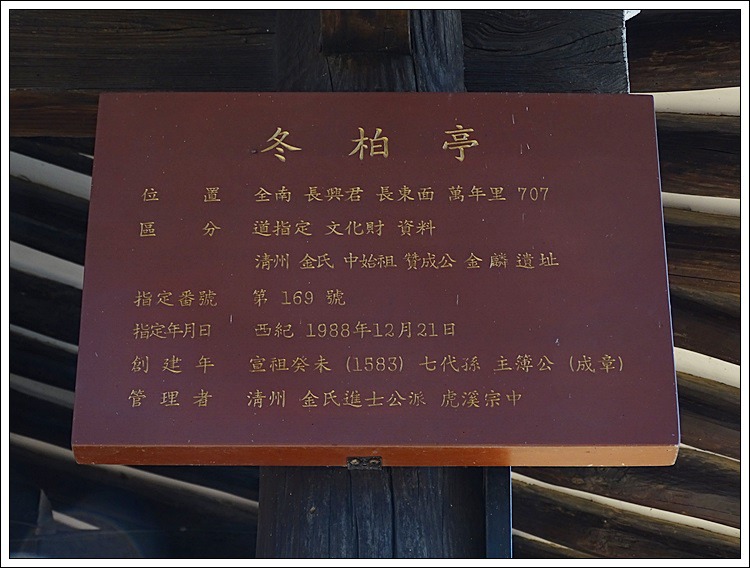 冬柏亭
位置 全南 長興君 長東面 萬年里 707
區分 道指定 文化財 資料
清州 金氏 中始祖 贊成公 金麟 遺址
指定番號 第 169 號
指定年月日 西紀 1988年12月21日
創建年 宣祖癸未 (1583) 七代孫 主簿公 (成章)
管理者 清州 金氏進士公派 虎溪宗中